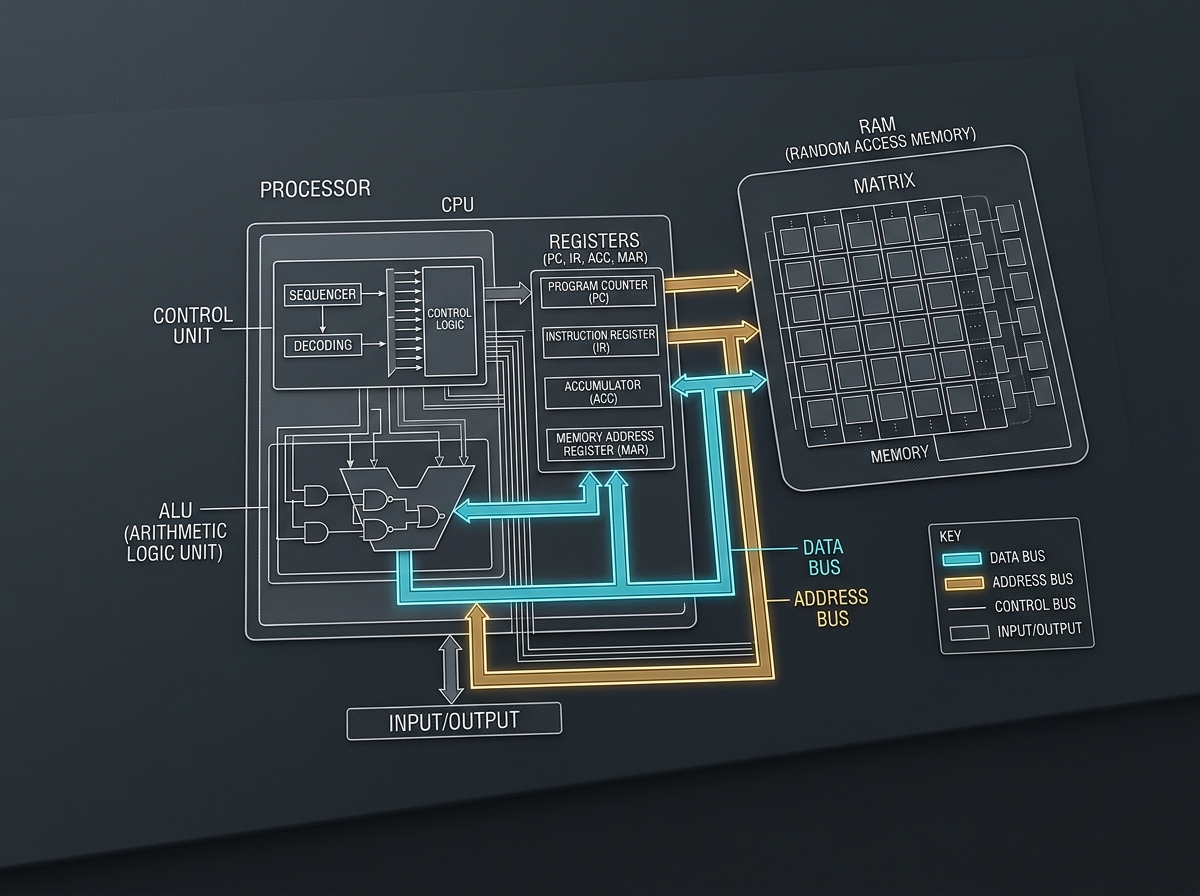 RAM
(RANDOM ACCESS MEMORY)
MATRIX
MEMORY
PROCESSOR
CPU
REGISTERS
(PC, IR, ACC, MAR)
PROGRAM COUNTER
(PC)
INSTRUCTION REGISTER
(IR)
ACCUMULATOR
(ACC)
MEMORY ADDRESS
REGISTER (MAR)
CONTROL
UNIT
SEQUENCER
DECODING
CONTROL
LOGIC
ALU
(ARITHMETIC
LOGIC UNIT)
DATA
BUS
ADDRESS
BUS
KEY
DATA BUS
ADDRESS BUS
CONTROL BUS
INPUT/OUTPUT
INPUT/OUTPUT